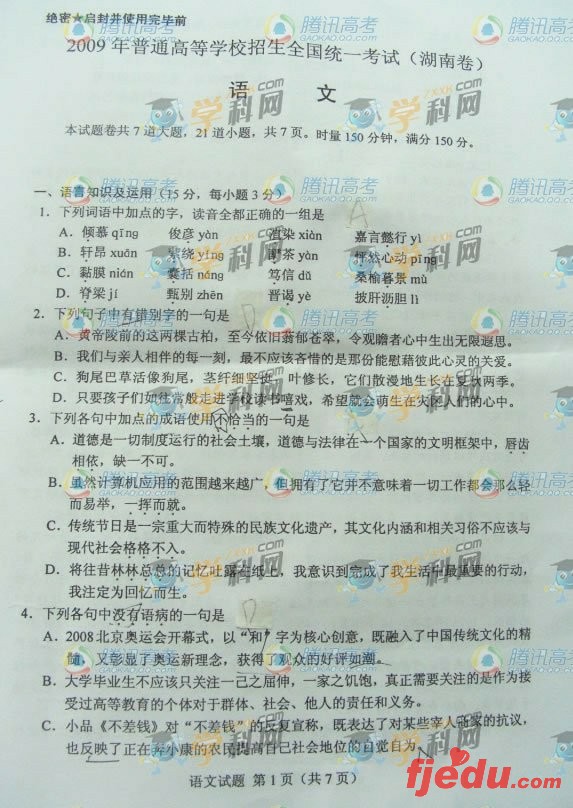 绝密★启封并使用完毕前
2009年普通高等学校招生全国统一考试（湖南卷）
语 文
本试题卷共7道大题，21道小题，共7页。时量150分钟，满分150分。
一、语言知识及运用（15分，每小题3分）
1．下列词语中加点的字，读音全都正确的一组是
A．倾慕 qīng 俊彦 yàn 渲染 xiàn 嘉言懿行 yì
B．轩昂 xuān 萦绕 yíng 茶 yàn 怦然心动 pīng
C．黏膜 nián 囊括 náng 笃信 dǔ 桑榆暮景 mù
D．脊梁 jí 甄别 zhēn 晋谒 yè 披肝沥胆 lì
2．下列句子中有错别字的一句是
A．黄帝陵前的这两棵古柏，至今依旧蓊郁苍翠，令观瞻者心中生出无限遐思。
B．我们与亲人相伴的每一刻，最不应该吝惜的是那份能慰藉彼此心灵的关爱。
C．狗尾巴草活像狗尾，茎纤细坚 叶修长，它们散漫地生长在夏秋两季。
D．只要孩子们如往常般走进学校读书嘻戏，希望就会萌生在灾区人们的心中。
3．下列各句中加点的成语使用不恰当的一句是
A．道德是一切制度运行的社会土壤，道德与法律在一个国家的文明框架中，唇齿
相依，缺一不可。
B．虽然计算机应用的范围越来越广，但拥有了它并不意味着一切工作都会那么轻
而易举，一挥而就。
C．传统节日是一宗重大而特殊的民族文化遗产，其文化内涵和相关习俗不应该与
现代社会格格不入。
D．将往昔林林总总的记忆吐露在纸上，我意识到完成了我生活中最重要的行动，
我注定为回忆而生。
4．下列各句中没有语病的一句是
A．2008北京奥运会开幕式，以“和”字为核心创意，既融入了中国传统文化的精
髓，又彰显了奥运新理念，获得了观众的好评如潮。
B．大学毕业生不应该只关注一己之屈伸，一家之饥饱，真正需要关注的是作为接
受过高等教育的个体对于群体、社会、他人的责任和义务。
C．小品《不差钱》对“不差钱”的反复宣称，既表达了对某些宰人商家的抗议，
也反映了正在奔小康的农民提高自己社会地位的自觉自为。
语文试题 第1页（共7页）
腾讯高考
GAOKAO.QQ.COM
学科网
ZXXK.COM
fjedu.com